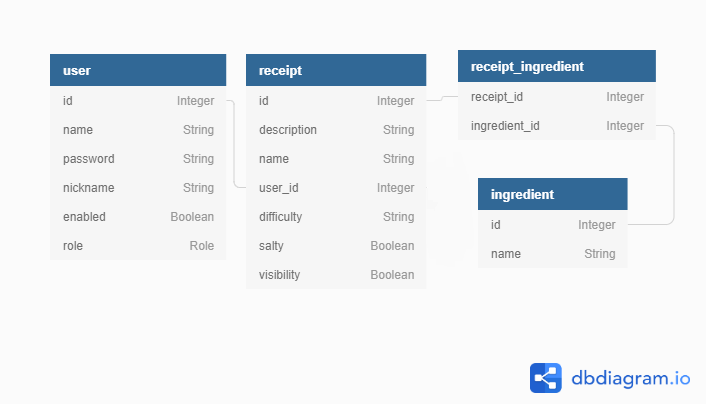 user
id Integer
name String
password String
nickname String
enabled Boolean
role Role
receipt
id Integer
description String
name String
user_id Integer
difficulty String
salty Boolean
visibility Boolean
receipt_ingredient
receipt_id Integer
ingredient_id Integer
ingredient
id Integer
name String
dbdiagram.io